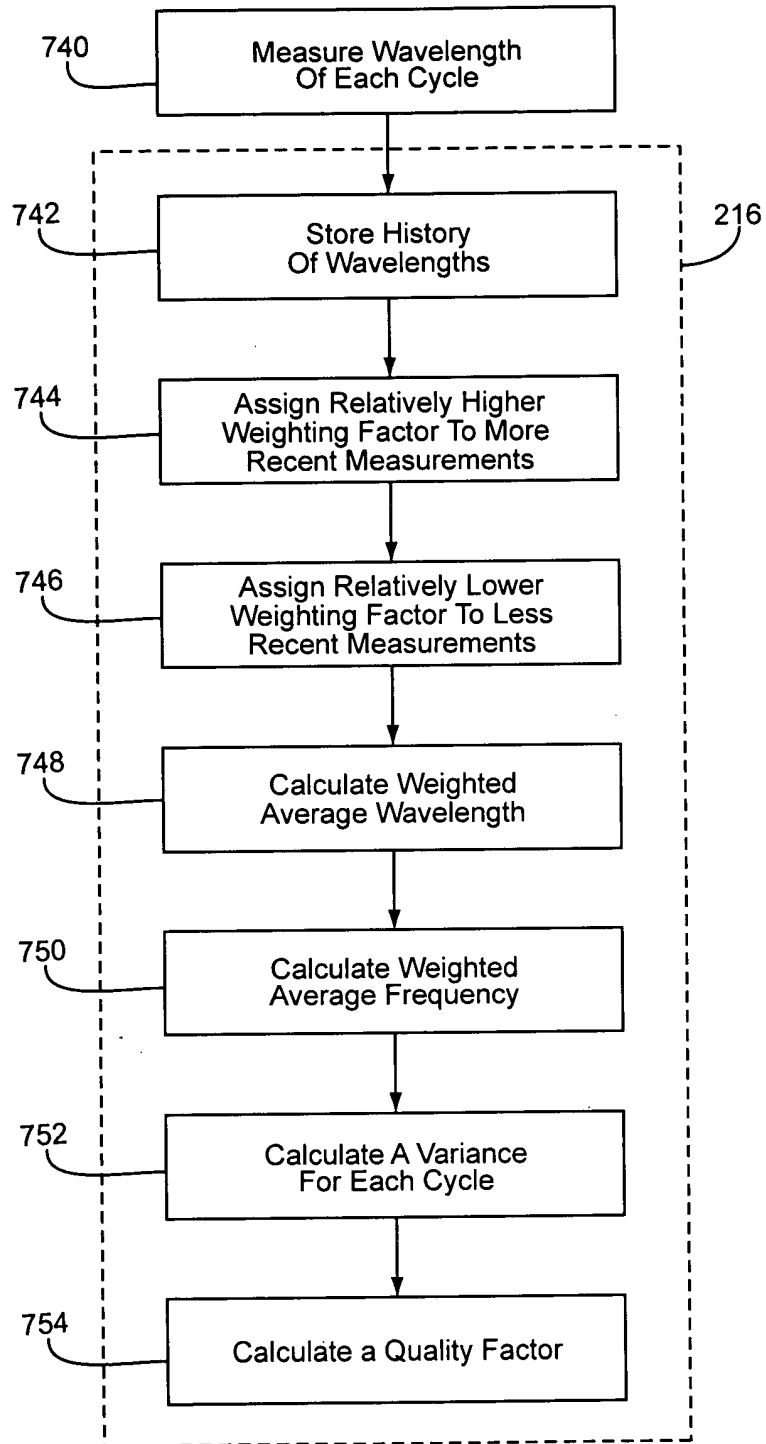 740
Measure Wavelength
Of Each Cycle
742
Store History
Of Wavelengths
216
744
Assign Relatively Higher
Weighting Factor To More
Recent Measurements
746
Assign Relatively Lower
Weighting Factor To Less
Recent Measurements
748
Calculate Weighted
Average Wavelength
750
Calculate Weighted
Average Frequency
752
Calculate A Variance
For Each Cycle
754
Calculate a Quality Factor